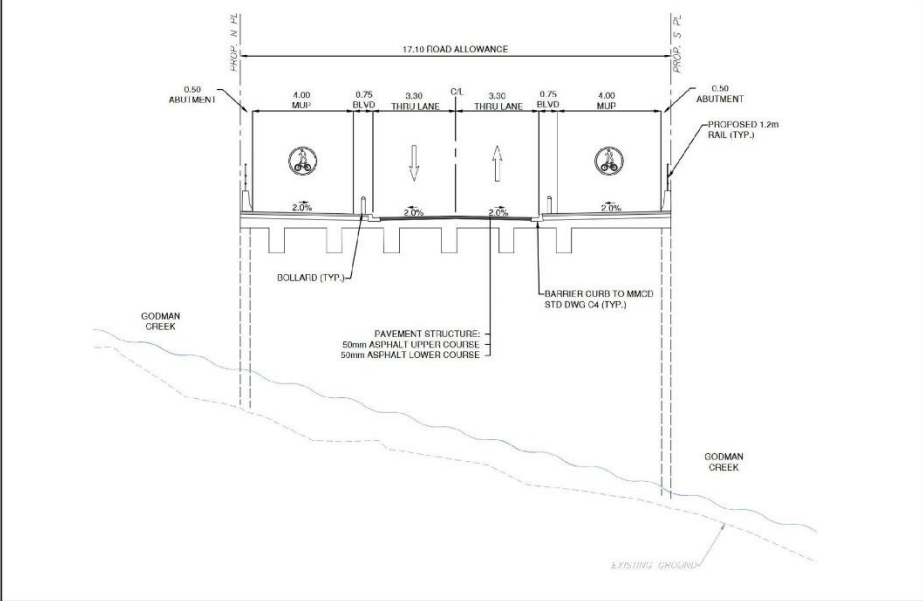 PROP. N PL
PROP. S PL
17.10 ROAD ALLOWANCE
0.50
ABUTMENT
4.00
MUP
0.75
BLVD
3.30
THRU LANE
C/L
3.30
THRU LANE
0.75
BLVD
4.00
MUP
0.50
ABUTMENT
PROPOSED 1.2m
RAIL (TYP.)
2.0%
2.0%
2.0%
2.0%
BOLLARD (TYP.)
BARRIER CURB TO MMCD
STD DWG C4 (TYP.)
PAVEMENT STRUCTURE:
50mm ASPHALT UPPER COURSE
50mm ASPHALT LOWER COURSE
GODMAN
CREEK
GODMAN
CREEK
EXISTING GROUND